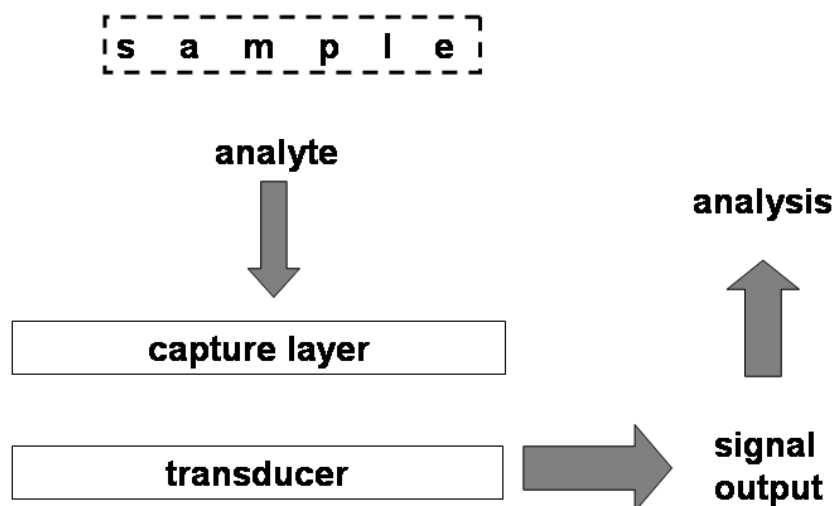 s a m p l e
analyte
analysis
capture layer
transducer
signal
output